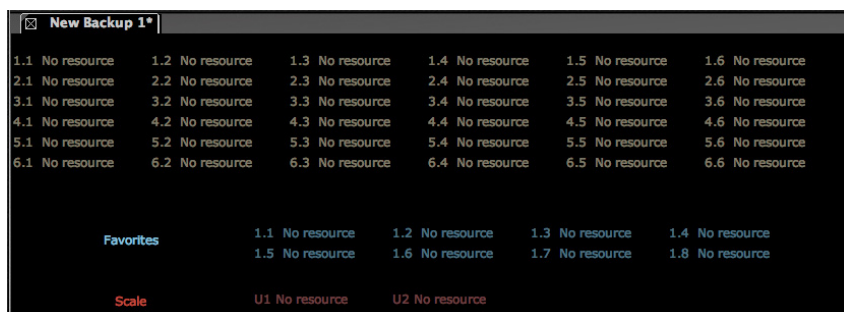 New Backup 1*
1.1 No resource 1.2 No resource 1.3 No resource 1.4 No resource 1.5 No resource 1.6 No resource
2.1 No resource 2.2 No resource 2.3 No resource 2.4 No resource 2.5 No resource 2.6 No resource
3.1 No resource 3.2 No resource 3.3 No resource 3.4 No resource 3.5 No resource 3.6 No resource
4.1 No resource 4.2 No resource 4.3 No resource 4.4 No resource 4.5 No resource 4.6 No resource
5.1 No resource 5.2 No resource 5.3 No resource 5.4 No resource 5.5 No resource 5.6 No resource
6.1 No resource 6.2 No resource 6.3 No resource 6.4 No resource 6.5 No resource 6.6 No resource
Favorites
1.1 No resource 1.2 No resource 1.3 No resource 1.4 No resource
1.5 No resource 1.6 No resource 1.7 No resource 1.8 No resource
Scale U1 No resource U2 No resource